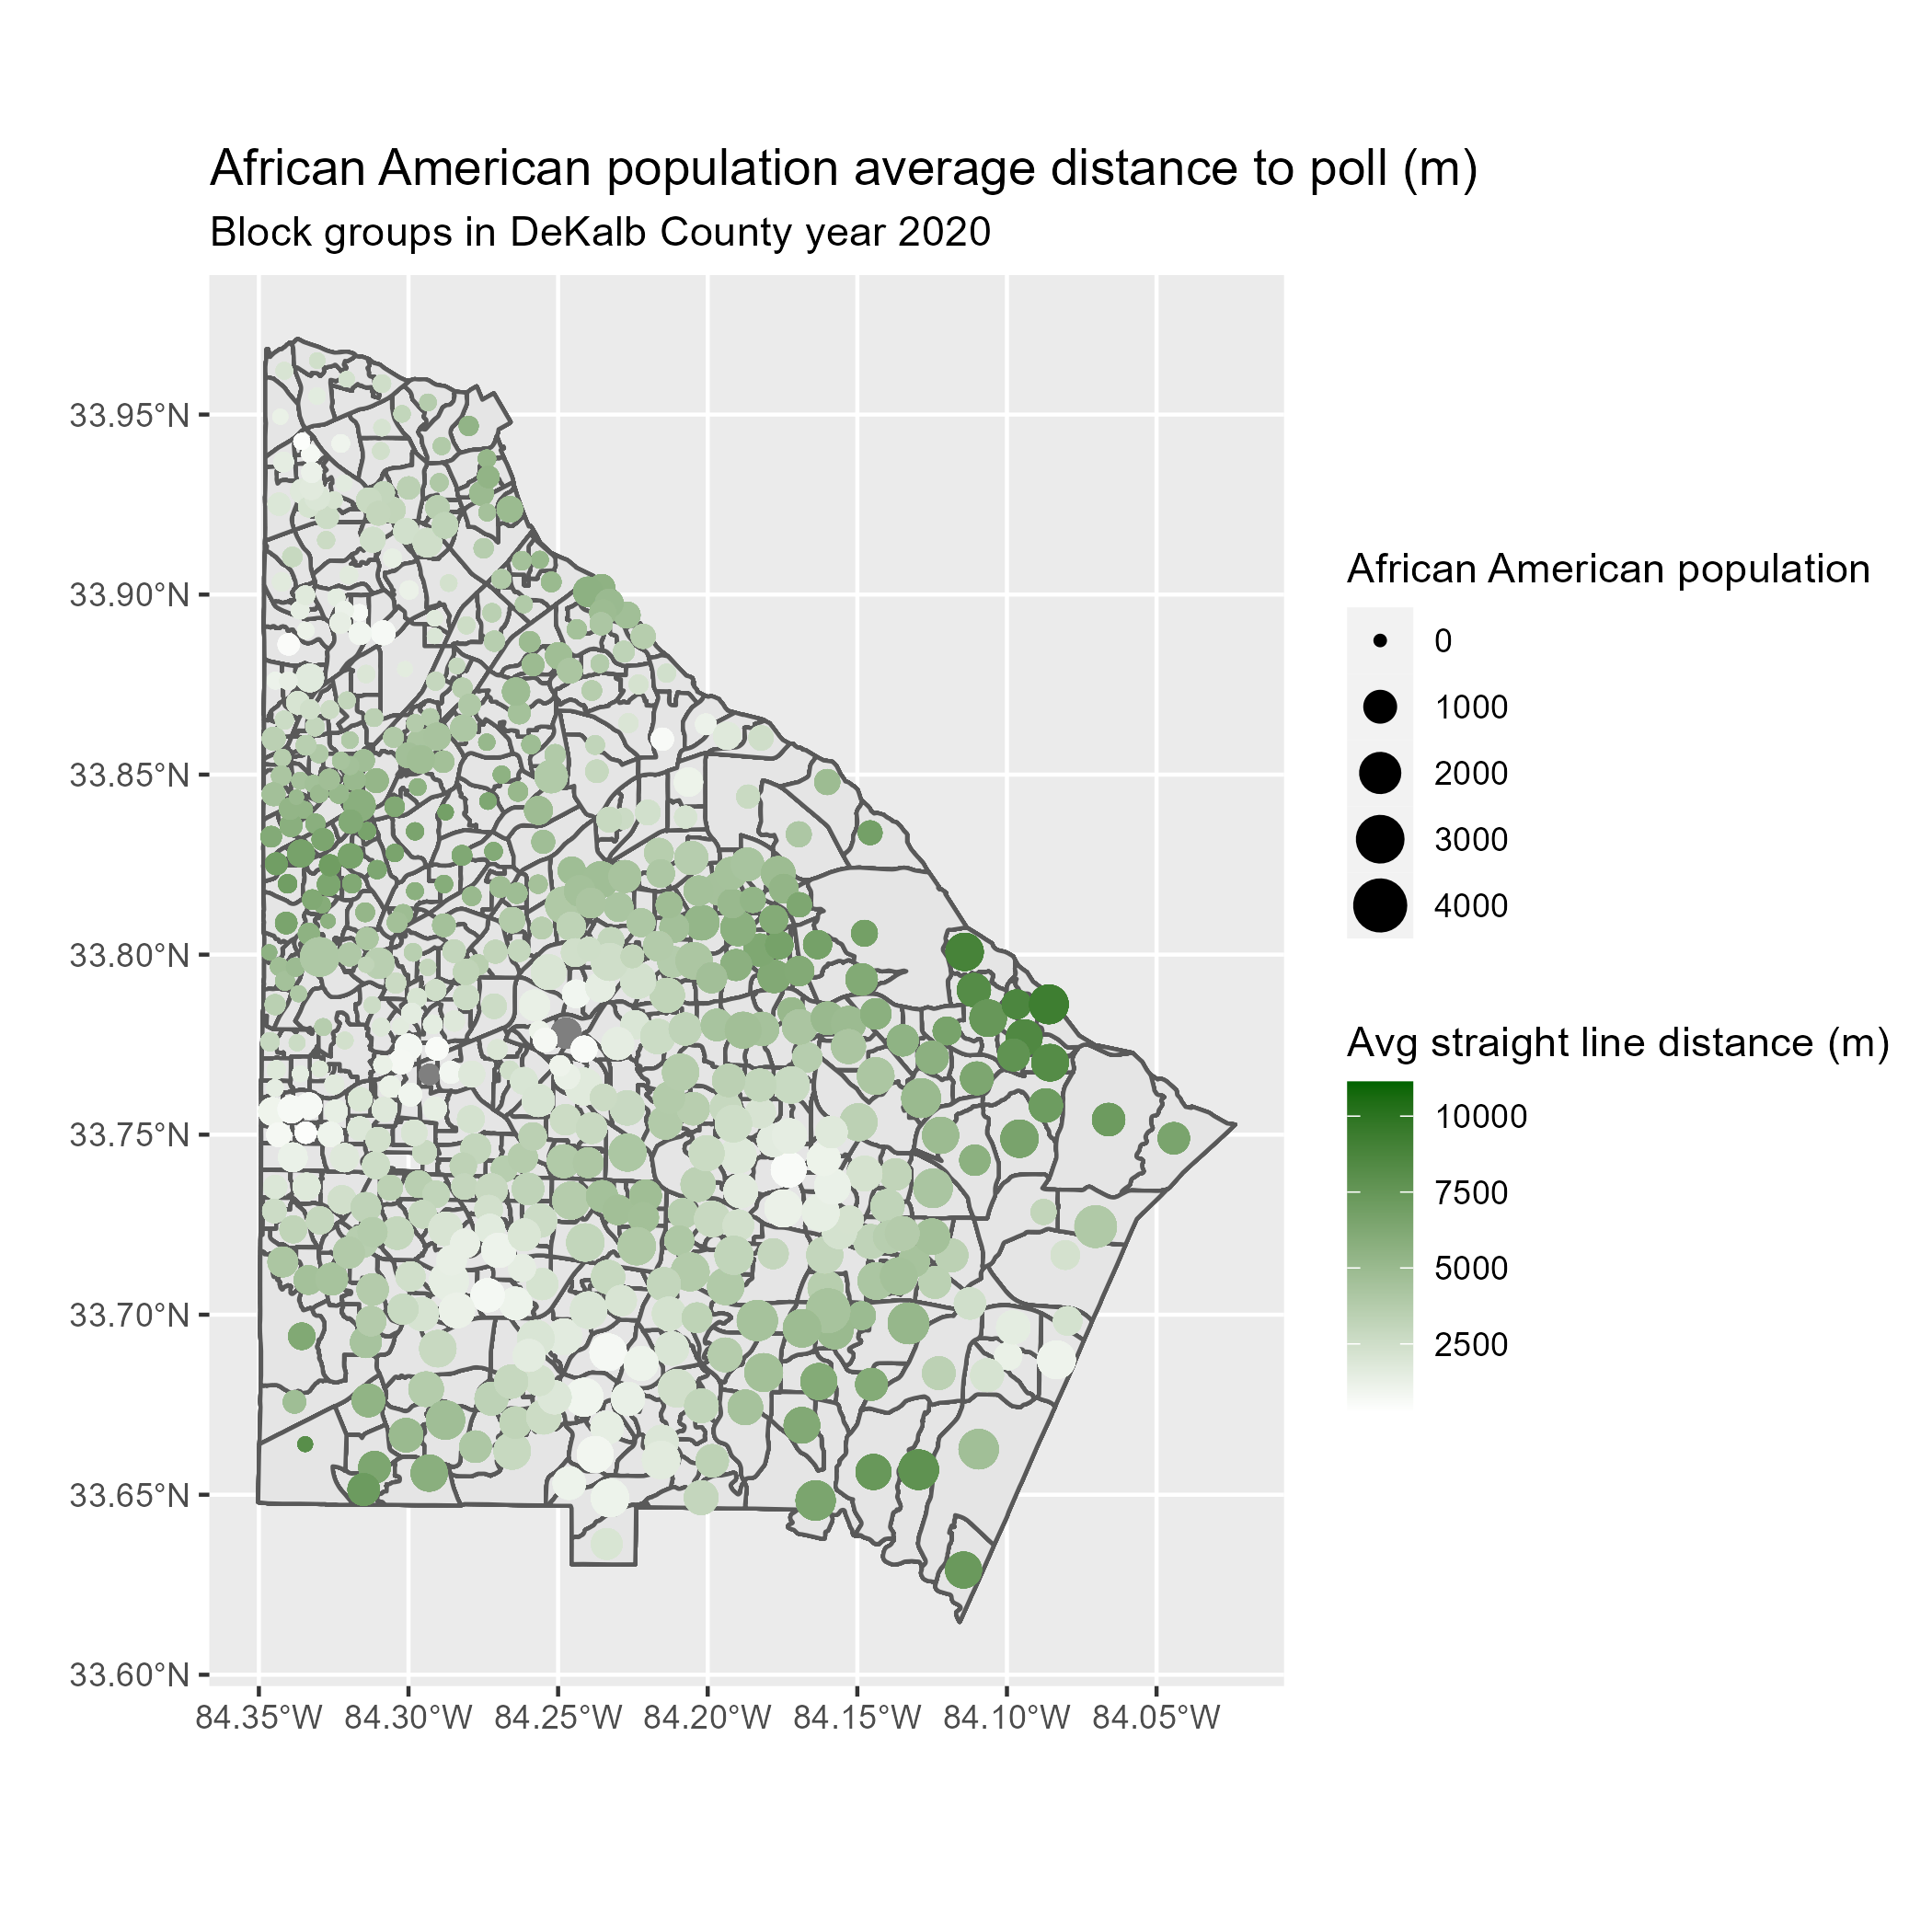 African American population average distance to poll (m)
Block groups in DeKalb County year 2020
33.95°N
33.90°N
33.85°N
33.80°N
33.75°N
33.70°N
33.65°N
33.60°N
84.35°W 84.30°W 84.25°W 84.20°W 84.15°W 84.10°W 84.05°W
African American population
0
1000
2000
3000
4000
Avg straight line distance (m)
10000
7500
5000
2500